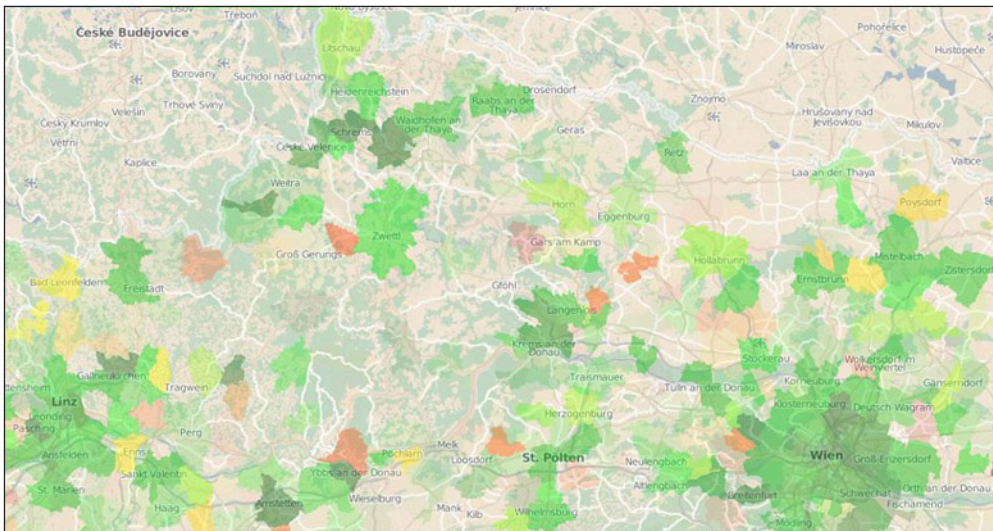 České Budějovice
Třeboň
Borovany
Suchdol nad Lužnicí
Trhové Sviny
Velešín
Český Krumlov
Větřní
Kaplice
Litschau
Heidenreichstein
Waidhofen an
der Thaya
Raabs an der
Thaya
Drosendorf
Geras
Schrems
České Velenice
Weitra
Znojmo
Miroslav
Pohořelice
Hustopeče
Hrušovany nad
Jevišovkou
Mikulov
Valtice
Retz
Laa an der Thaya
Poysdorf
Horn
Eggenburg
Zwettl
Groß Gerungs
Gars am Kamp
Hollabrunn
Mistelbach
Ernstbrunn
Zistersdorf
Bad Leonfelden
Freistadt
Gföhl
Langenlois
Krems an der
Donau
Stockerau
Wolkersdorf im
Weinviertel
Korneuburg
Gänserndorf
Gallneukirchen
Tragwein
Traismauer
Tulln an der Donau
Klosterneuburg
Deutsch-Wagram
Linz
Leonding
Pasching
Ansfelden
Perg
Enns
Sankt Valentin
St. Marien
Haag
Amstetten
Ybbs an der Donau
Pöchlarn
Melk
Loosdorf
Wieselburg
Mank
Kilb
Herzogenburg
St. Pölten
Wilhelmsburg
Neulengbach
Altlengbach
Breitenfurt
Wien
Groß-Enzersdorf
Schwechat
Orth an der Donau
Fischamend
Mödling